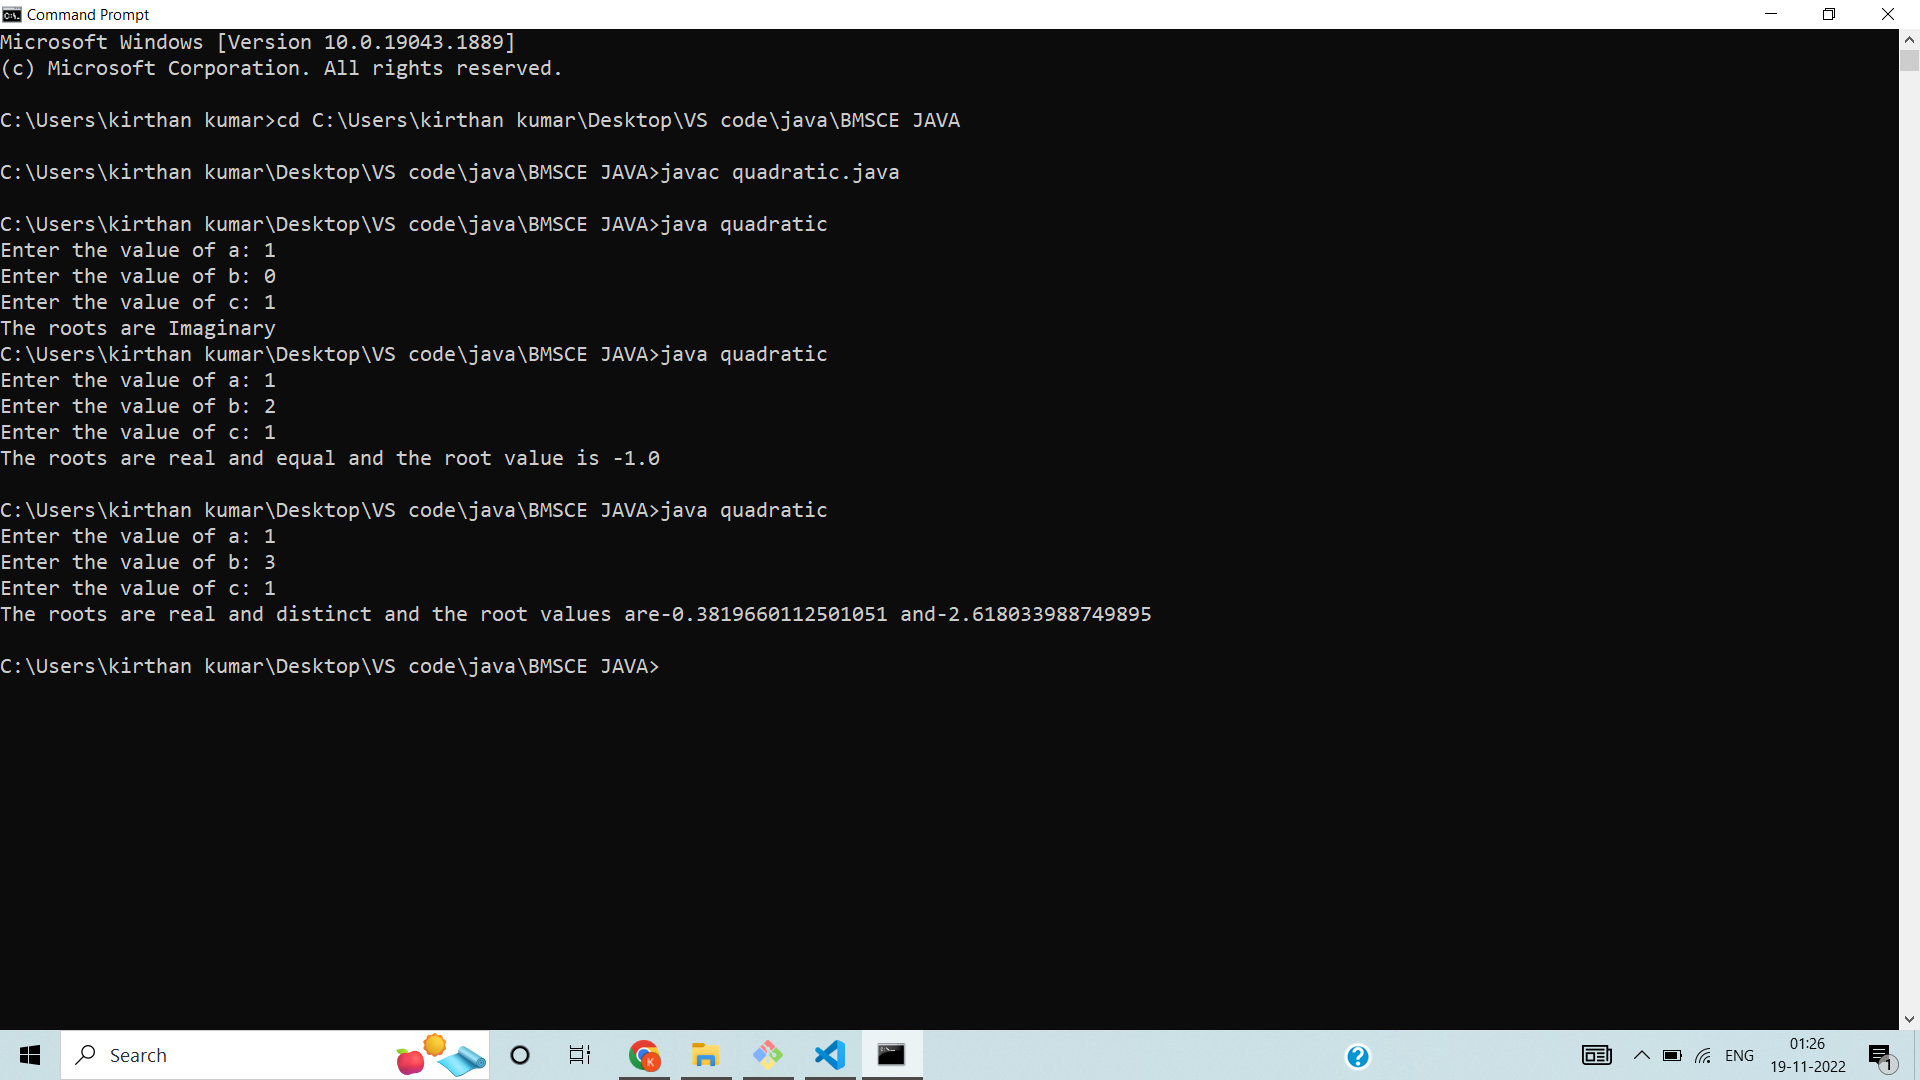 Command Prompt
Microsoft Windows [Version 10.0.19043.1889]
(c) Microsoft Corporation. All rights reserved.
C:\Users\kirthan kumar>cd C:\Users\kirthan kumar\Desktop\VS code\java\BMSCE JAVA
C:\Users\kirthan kumar\Desktop\VS code\java\BMSCE JAVA>javac quadratic.java
C:\Users\kirthan kumar\Desktop\VS code\java\BMSCE JAVA>java quadratic
Enter the value of a: 1
Enter the value of b: 0
Enter the value of c: 1
The roots are Imaginary
C:\Users\kirthan kumar\Desktop\VS code\java\BMSCE JAVA>java quadratic
Enter the value of a: 1
Enter the value of b: 2
Enter the value of c: 1
The roots are real and equal and the root value is -1.0
C:\Users\kirthan kumar\Desktop\VS code\java\BMSCE JAVA>java quadratic
Enter the value of a: 1
Enter the value of b: 3
Enter the value of c: 1
The roots are real and distinct and the root values are-0.3819660112501051 and-2.618033988749895
C:\Users\kirthan kumar\Desktop\VS code\java\BMSCE JAVA>
Search
K
ENG
01:26
19-11-2022
1